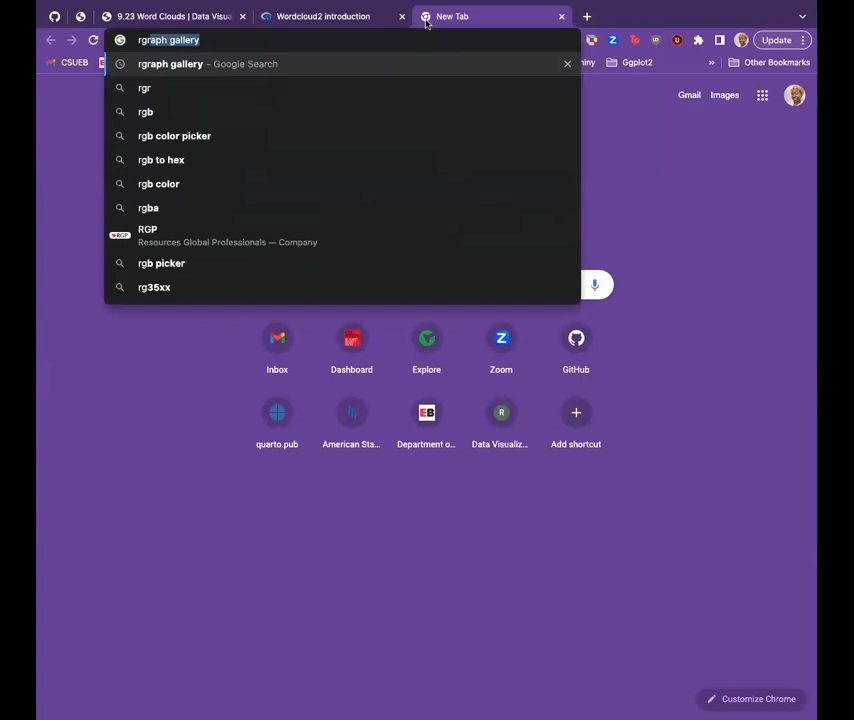 9.23 Word Clouds | Data Visua
Wordcloud2 introduction
New Tab
rgraph gallery
Update
CSUEB
E
hiny
Ggplot2
»
Other Bookmarks
rgraph gallery - Google Search
rgr
rgb
rgb color picker
rgb to hex
rgb color
rgba
RGP
RGP
Resources Global Professionals — Company
rgb picker
rg35xx
Gmail
Images
Inbox
Dashboard
Explore
Zoom
GitHub
quarto.pub
American Sta...
Department o...
Data Visualiz...
Add shortcut
Customize Chrome